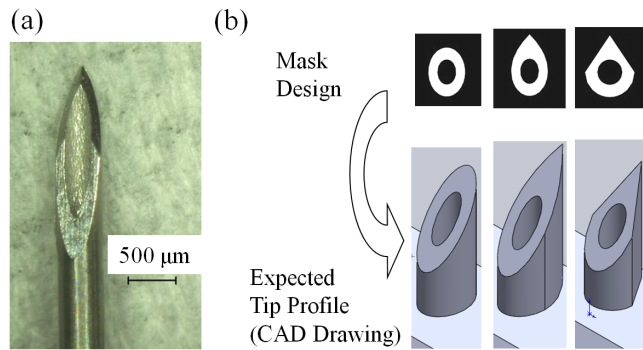 (a)
(b)
Mask
Design
500 μm
Expected
Tip Profile
(CAD Drawing)